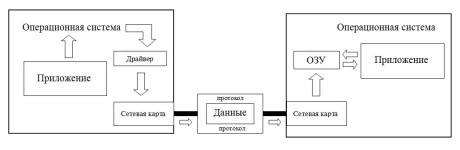 Операционная система
Драйвер
Приложение
Сетевая карта
протокол
Данные
протокол
Операционная система
ОЗУ
Приложение
Сетевая карта